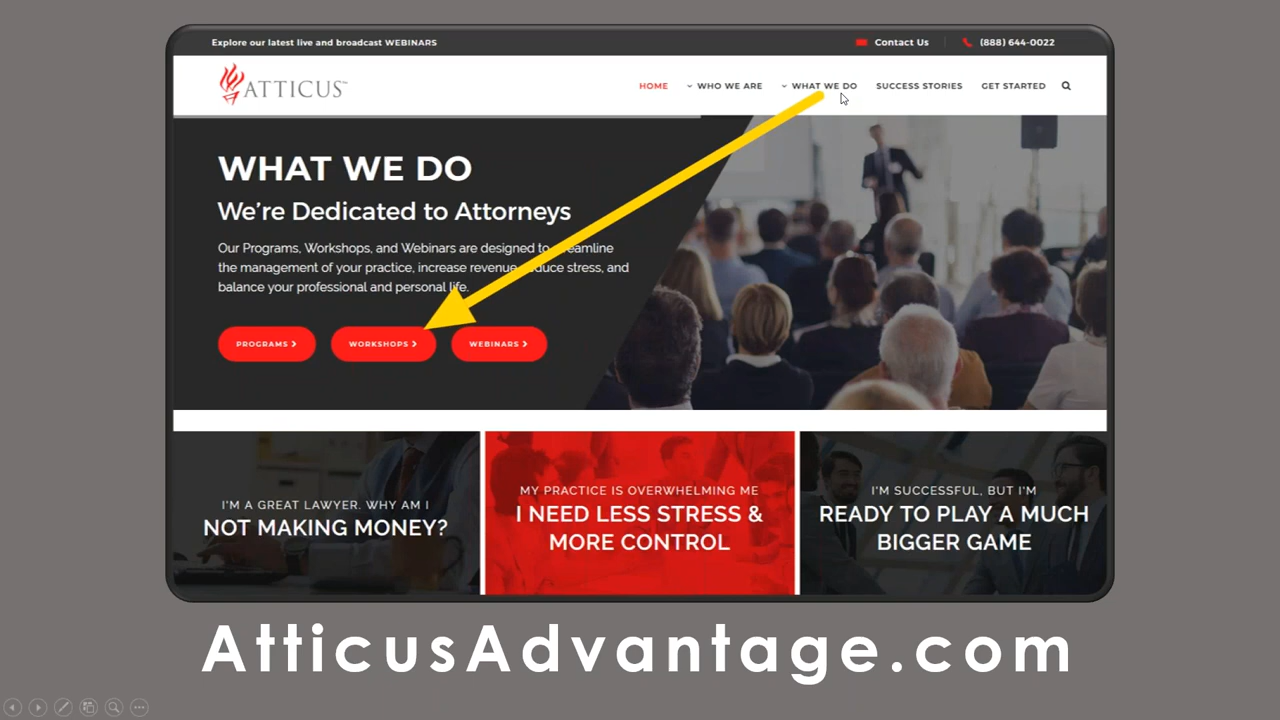 Explore our latest live and broadcast WEBINARS
Contact Us
(888) 644-0022
ATTICUS™
HOME
WHO WE ARE
WHAT WE DO
SUCCESS STORIES
GET STARTED
WHAT WE DO
We're Dedicated to Attorneys
Our Programs, Workshops, and Webinars are designed to
the management of your practice, increase revenue, stress, and
balance your professional and personal life.
PROGRAMS
WORKSHOPS
WEBINARS
I'M A GREAT LAWYER. WHY AM I
NOT MAKING MONEY?
MY PRACTICE IS OVERWHELMING ME
I NEED LESS STRESS &
MORE CONTROL
I'M SUCCESSFUL, BUT I'M
READY TO PLAY A MUCH
BIGGER GAME
AtticusAdvantage.com